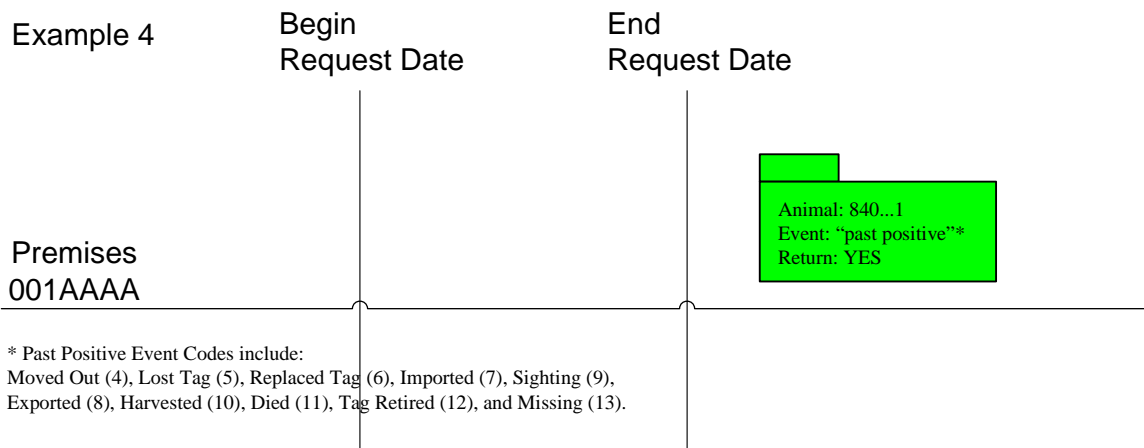 Example 4
Begin
Request Date
End
Request Date
Animal: 840...1
Event: “past positive”*
Return: YES
Premises
001AAAA
* Past Positive Event Codes include:
Moved Out (4), Lost Tag (5), Replaced Tag (6), Imported (7), Sighting (9),
Exported (8), Harvested (10), Died (11), Tag Retired (12), and Missing (13).